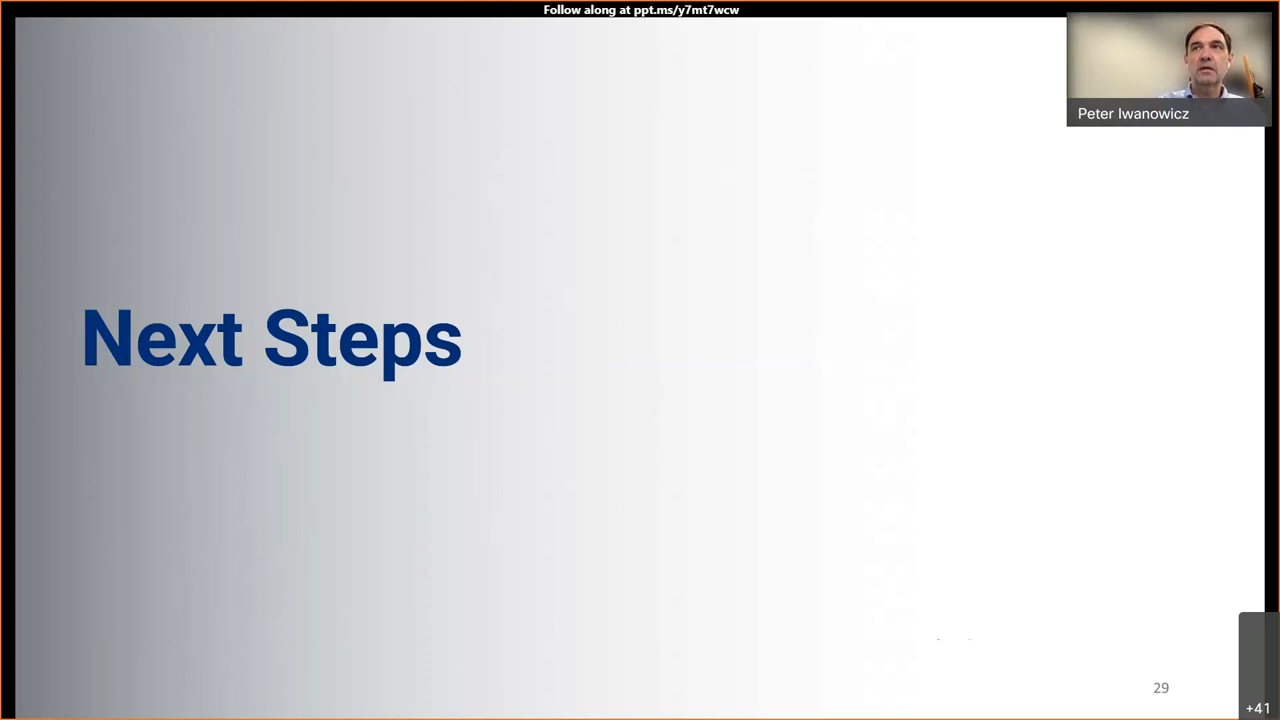 Follow along at ppt.ms/y7mt7wcw
Peter Iwanowicz
Next Steps
29
+41